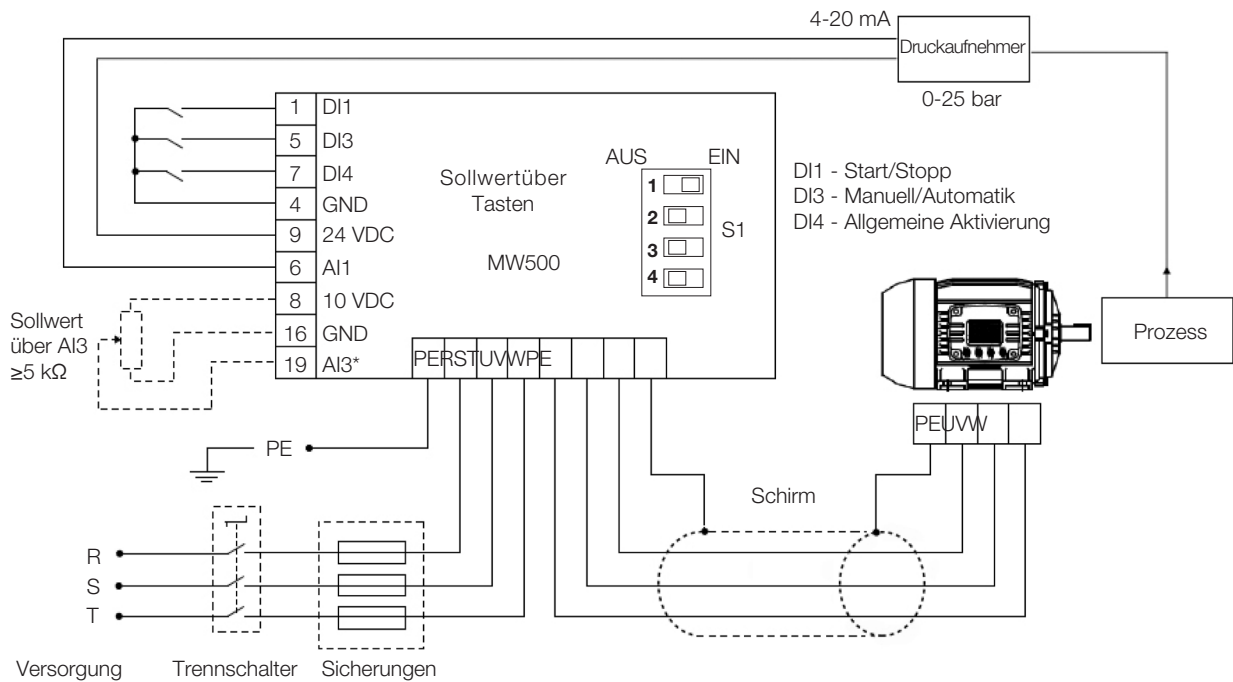 4-20 mA
Druckaufnehmer
0-25 bar
1 DI1
5 DI3
7 DI4
4 GND
9 24 VDC
6 AI1
8 10 VDC
16 GND
19 AI3*
Sollwertüber
Tasten
MW500
AUS EIN
1
2
3
4
S1
DI1 - Start/Stopp
DI3 - Manuell/Automatik
DI4 - Allgemeine Aktivierung
Sollwert
über AI3
≥5 kΩ
PERSTUVWPE
Prozess
PEUVW
PE
Schirm
R
S
T
Versorgung Trennschalter Sicherungen